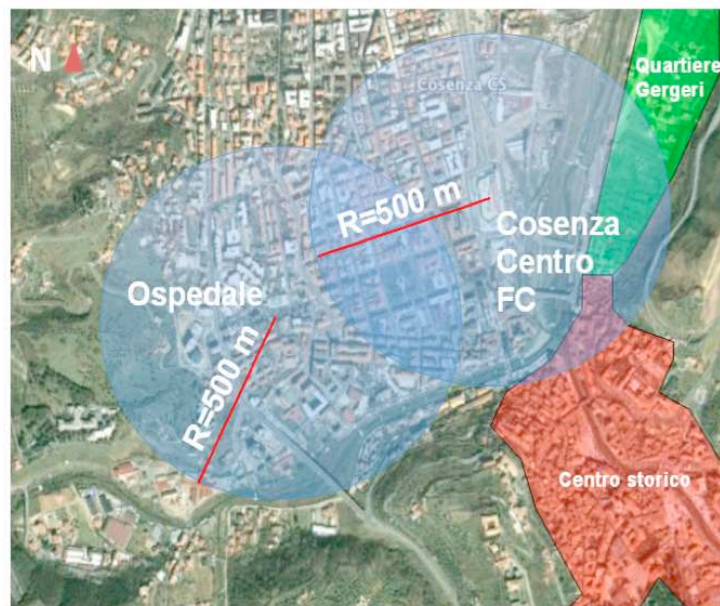 N
Cosenza CS
Quartiere
Gergeri
R=500 m
Cosenza
Centro
FC
Ospedale
R=500 m
Centro storico